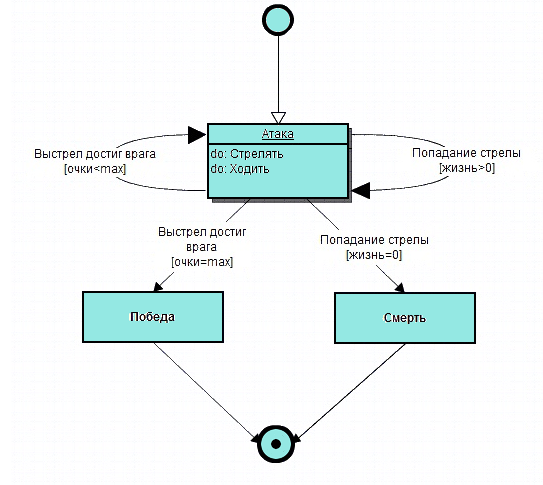 Атака
do: Стрелять
do: Ходить
Выстрел достиг врага
[очки<max]
Попадание стрелы
[жизнь>0]
Выстрел достиг
врага
[очки=max]
Попадание стрелы
[жизнь=0]
Победа
Смерть